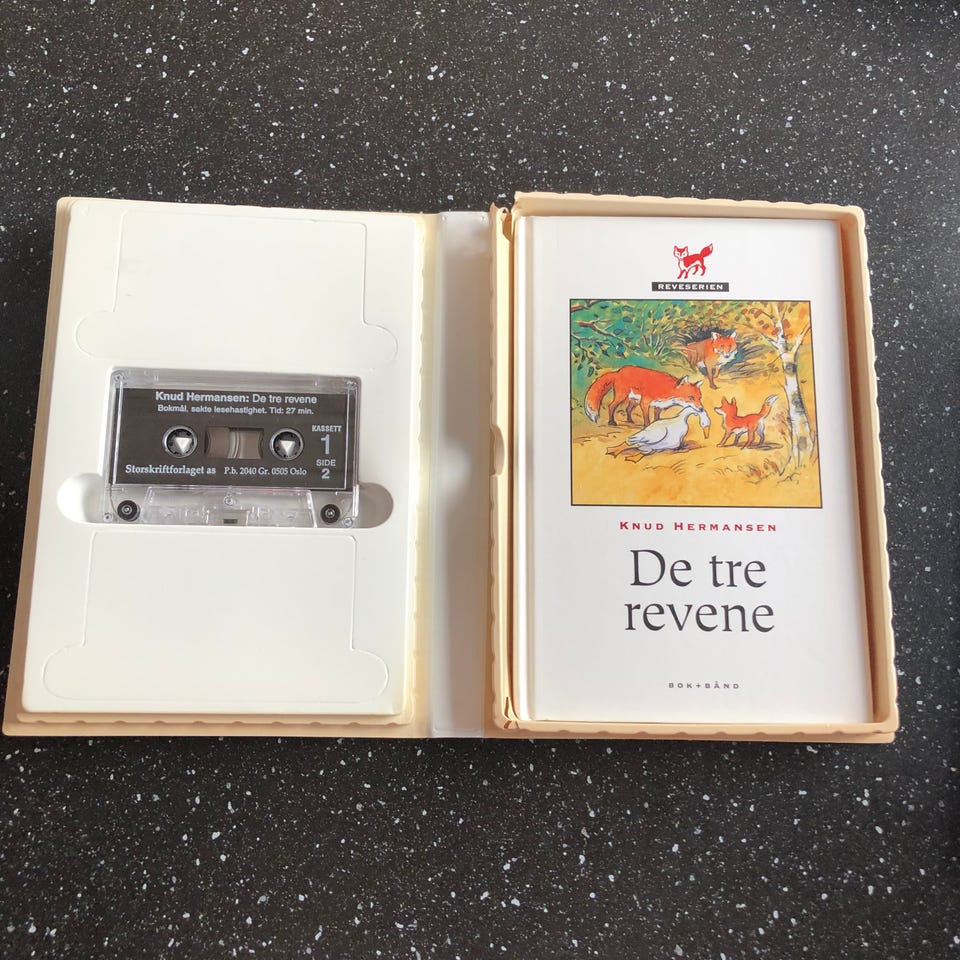 Knud Hermansen: De tre revene
Bokmål, sakte lesehastighet. Tid: 27 min.
KASSETT
1
SIDE
2
Storskriftforlaget as P.b. 2040 Gr. 0505 Oslo
REVESERIEN
KNUD HERMANSEN
De tre
revene
BOK+BÅND